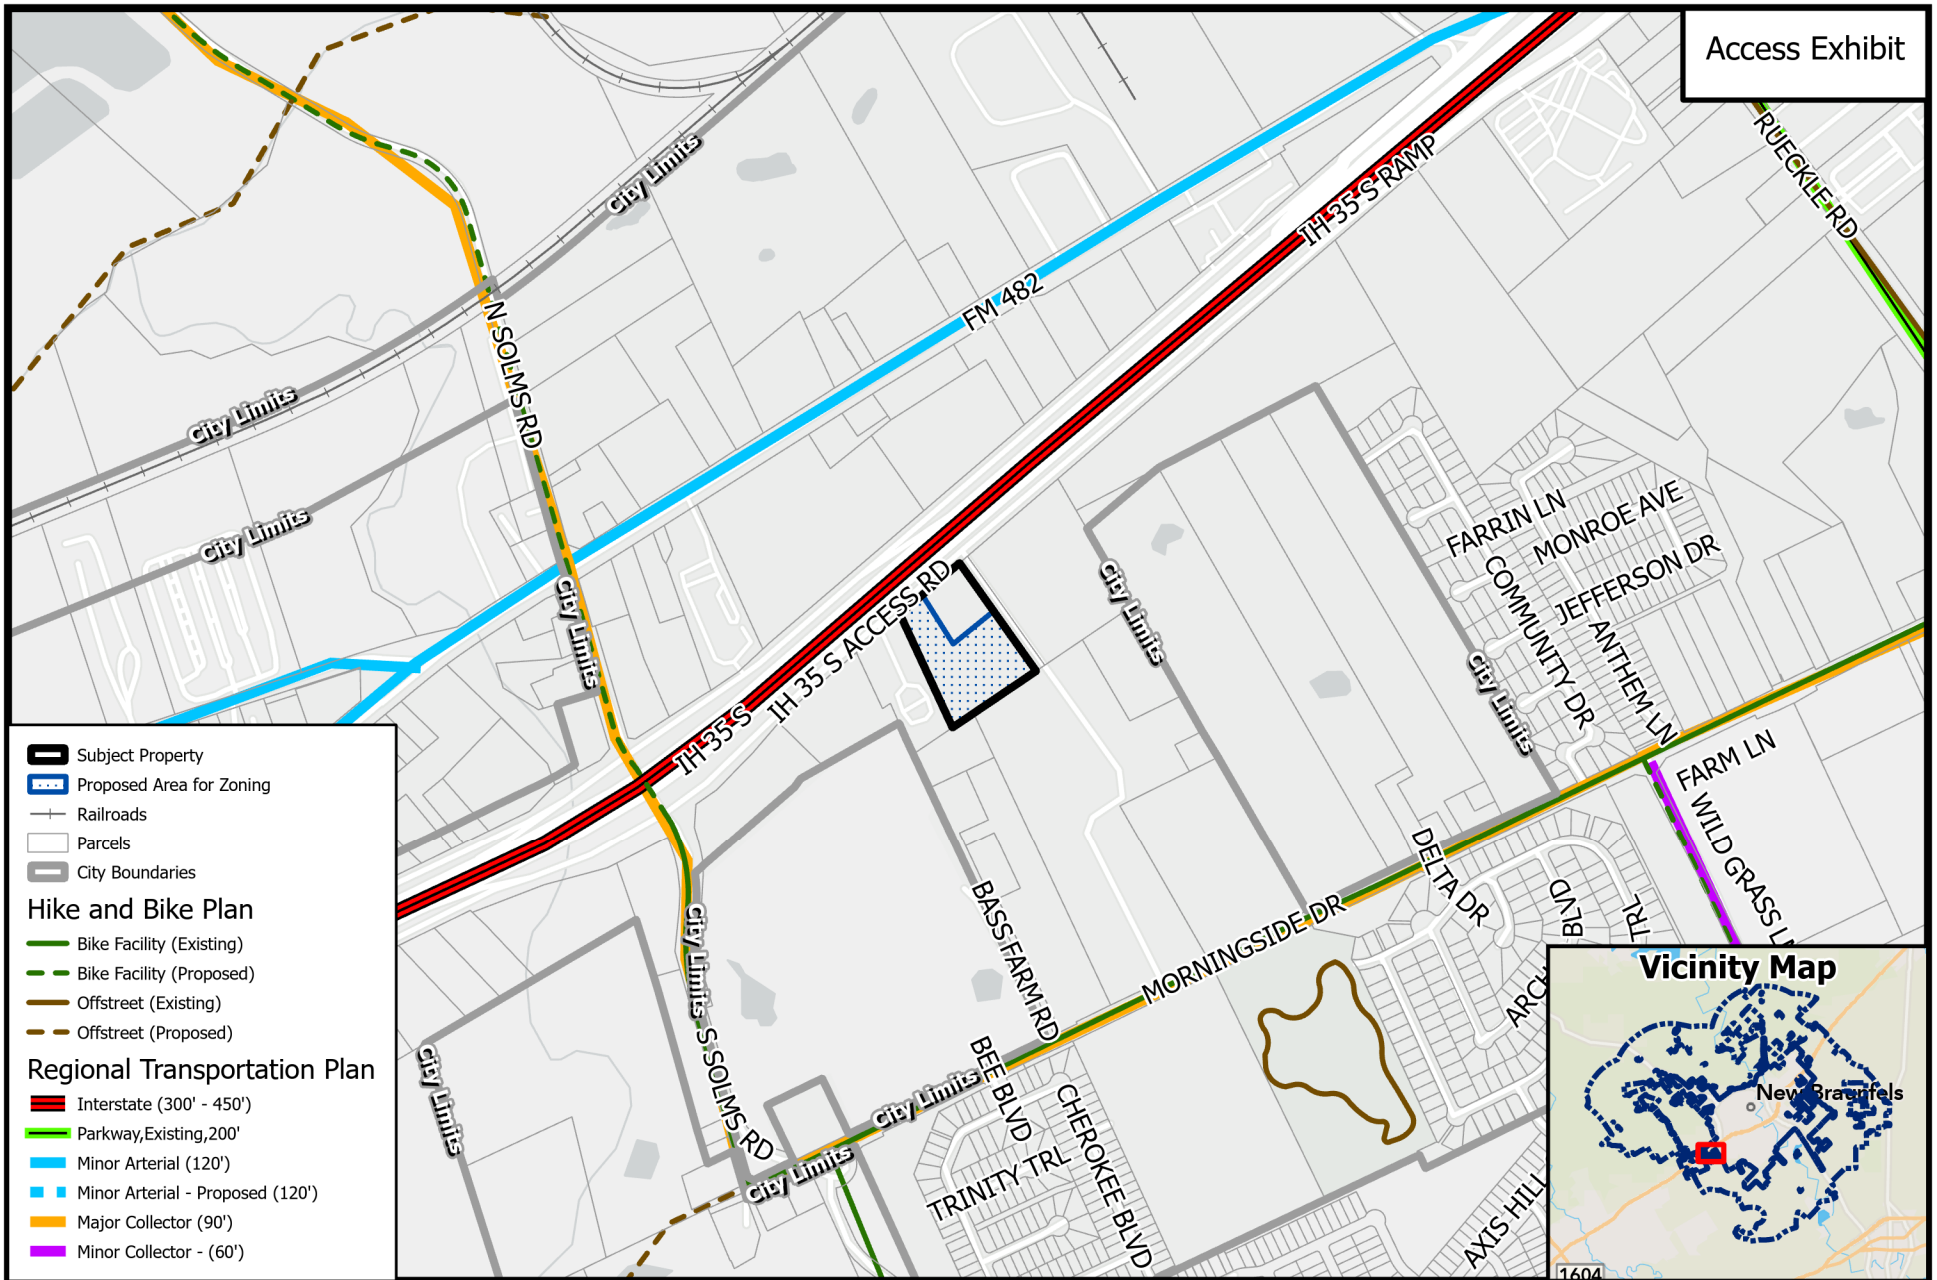 Access Exhibit
RUECKLE RD
City Limits
IH 35 S RAMP
FM 482
N SOLMS RD
City Limits
City Limits
FARRIN LN
MONROE AVE
JEFFERSON DR
COMMUNITY DR
ANTHEM LN
City Limits
City Limits
City Limits
IH 35 S ACCESS RD
IH 35 S
FARM LN
WILD GRASS LN
DELTA DR
BLVD
TRL
ARCH
MORNINGSIDE DR
BASS FARM RD
City Limits
S SOLMS RD
City Limits
BEE BLVD
CHEROKEE BLVD
TRINITY TRL
City Limits
City Limits
AXIS HILL
Subject Property
Proposed Area for Zoning
Railroads
Parcels
City Boundaries
Hike and Bike Plan
Bike Facility (Existing)
Bike Facility (Proposed)
Offstreet (Existing)
Offstreet (Proposed)
Regional Transportation Plan
Interstate (300' - 450')
Parkway,Existing,200'
Minor Arterial (120')
Minor Arterial - Proposed (120')
Major Collector (90')
Minor Collector - (60')
Vicinity Map
New Braunfels
1604